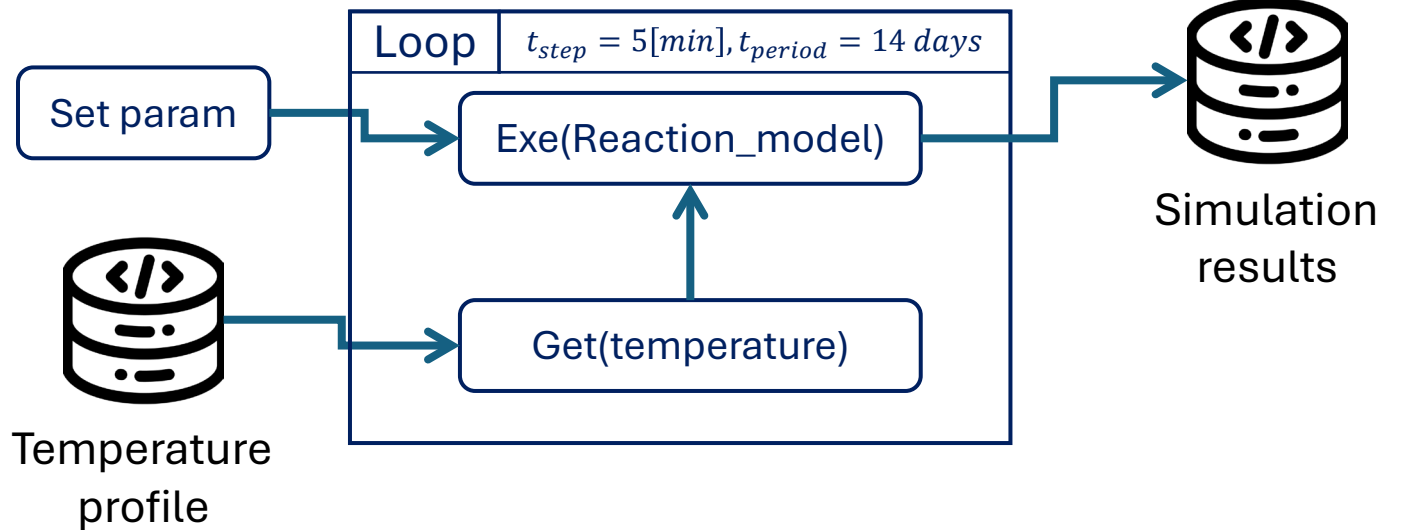 Loop
t_step = 5[min], t_period = 14 days
Set param
Exe(Reaction_model)
</>
Simulation
results
</>
Get(temperature)
Temperature
profile